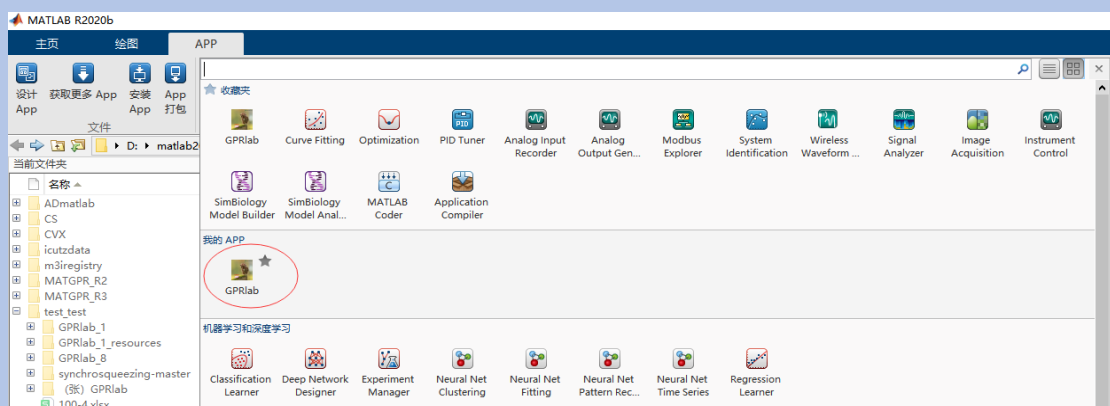 MATLAB R2020b
主页 绘图 APP
设计 App
获取更多 App
安装 App
App 打包
文件
D: matlab2
当前文件夹
名称
ADmatlab
CS
CVX
icutzdata
m3iregistry
MATGPR_R2
MATGPR_R3
test_test
GPRlab_1
GPRlab_1_resources
GPRlab_8
synchrosqueezing-master
（张）GPRlab
100-4.xlsx
收藏夹
GPRlab
Curve Fitting
Optimization
PID Tuner
Analog Input Recorder
Analog Output Gen...
Modbus Explorer
System Identification
Wireless Waveform ...
Signal Analyzer
Image Acquisition
Instrument Control
SimBiology Model Builder
SimBiology Model Anal...
MATLAB Coder
Application Compiler
我的 APP
GPRlab
机器学习和深度学习
Classification Learner
Deep Network Designer
Experiment Manager
Neural Net Clustering
Neural Net Fitting
Neural Net Pattern Rec...
Neural Net Time Series
Regression Learner